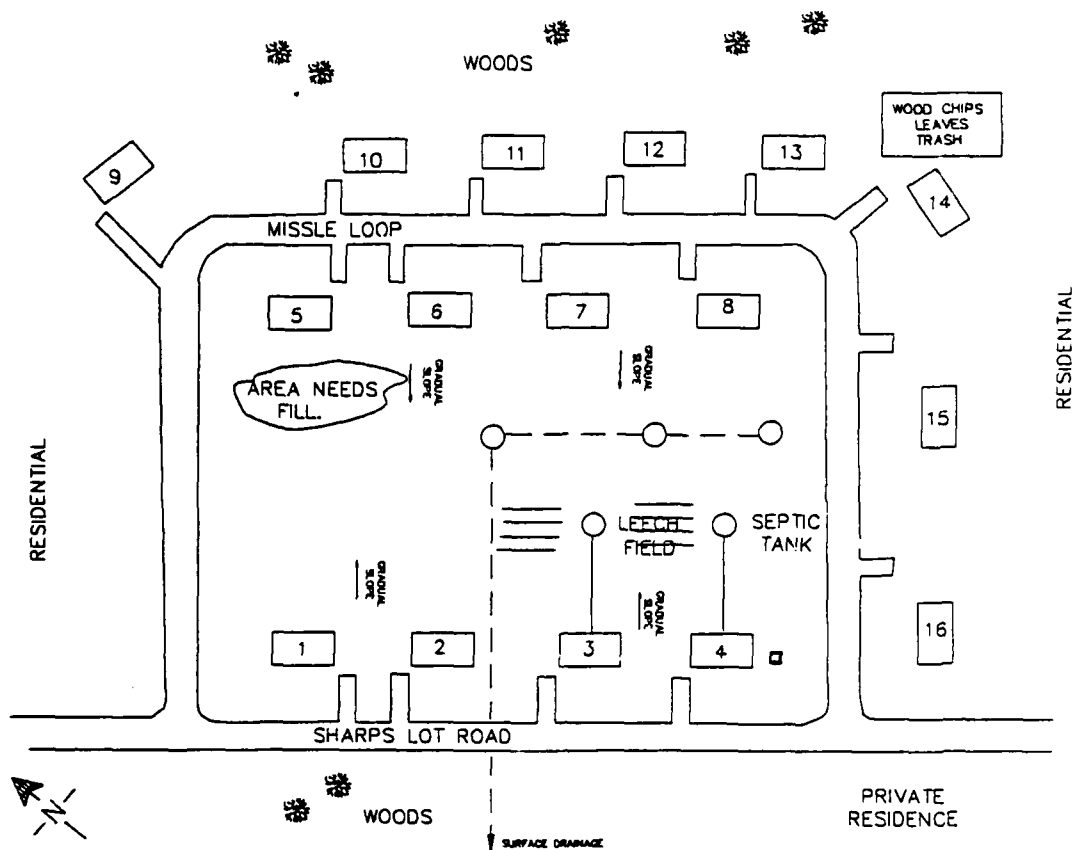 WOODS
WOOD CHIPS
LEAVES
TRASH
9
10
11
12
13
14
MISSLE LOOP
5
6
7
8
RESIDENTIAL
GRADUAL
SLOPE
GRADUAL
SLOPE
AREA NEEDS
FILL.
15
RESIDENTIAL
LEECH
FIELD
SEPTIC
TANK
GRADUAL
SLOPE
GRADUAL
SLOPE
1
2
3
4
16
SHARPS LOT ROAD
N
WOODS
PRIVATE
RESIDENCE
SURFACE DRAINAGE